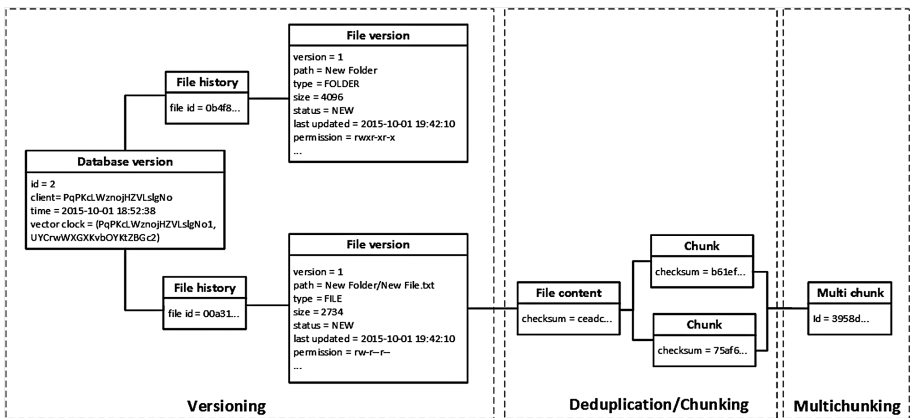 File version
version = 1
path = New Folder
type = FOLDER
size = 4096
status = NEW
last updated = 2015-10-01 19:42:10
permission = rwxr-xr-x
...
File history
file id = 0b4f8...
Database version
id = 2
client= PqPKcLWznojHZVLslgNo
time = 2015-10-01 18:52:38
vector clock = (PqPKcLWznojHZVLslgNo1,
UYCrwWXGXKvbOYKtZBGc2)
File history
file id = 00a31...
File version
version = 1
path = New Folder/New File.txt
type = FILE
size = 2734
status = NEW
last updated = 2015-10-01 19:42:10
permission = rw-r--r--
...
File content
checksum = ceadc...
Chunk
checksum = b61ef...
Chunk
checksum = 75af6...
Multi chunk
Id = 3958d...
Versioning
Deduplication/Chunking
Multichunking